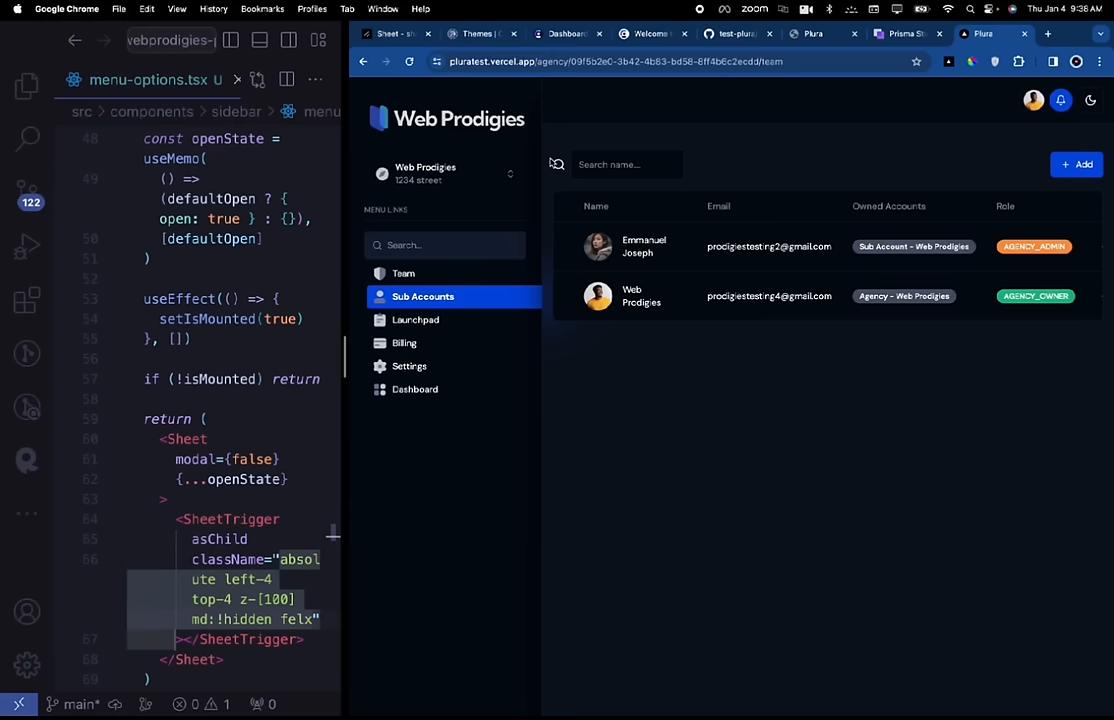 Google Chrome File Edit View History Bookmarks Profiles Tab Window Help
zoom
Thu Jan 4 9:38 AM
webprodigies-p
Sheet - sh
Themes | C
Dashboard
Welcome t
test-plura/
Plura
Prisma Stu
Plura
pluratest.vercel.app/agency/09f5b2e0-3b42-4b83-bd58-8ff4b6c2ecdd/team
menu-options.tsx U
src components sidebar menu
48 const openState =
useMemo(
49 () =>
(defaultOpen ? {
open: true } : {}),
50 [defaultOpen]
51 )
52
53 useEffect(() => {
54 setIsMounted(true)
55 }, [])
56
57 if (!isMounted) return
58
59 return (
60 <Sheet
61 modal={false}
62 {...openState}
63 >
64 <SheetTrigger
65 asChild
66 className="absol
ute left-4
top-4 z-[100]
md:!hidden felx"
67 ></SheetTrigger>
68 </Sheet>
69 )
122
main*
0 1 0
Web Prodigies
Web Prodigies
1234 street
MENU LINKS
Search...
Team
Sub Accounts
Launchpad
Billing
Settings
Dashboard
Search name...
+ Add
Name Email Owned Accounts Role
Emmanuel
Joseph
prodigiestesting2@gmail.com Sub Account - Web Prodigies AGENCY_ADMIN
Web
Prodigies
prodigiestesting4@gmail.com Agency - Web Prodigies AGENCY_OWNER